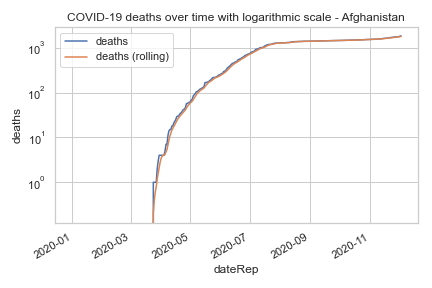 COVID-19 deaths over time with logarithmic scale - Afghanistan
deaths
deaths (rolling)
10³
10²
10¹
10⁰
deaths
2020-01
2020-03
2020-05
2020-07
2020-09
2020-11
dateRep